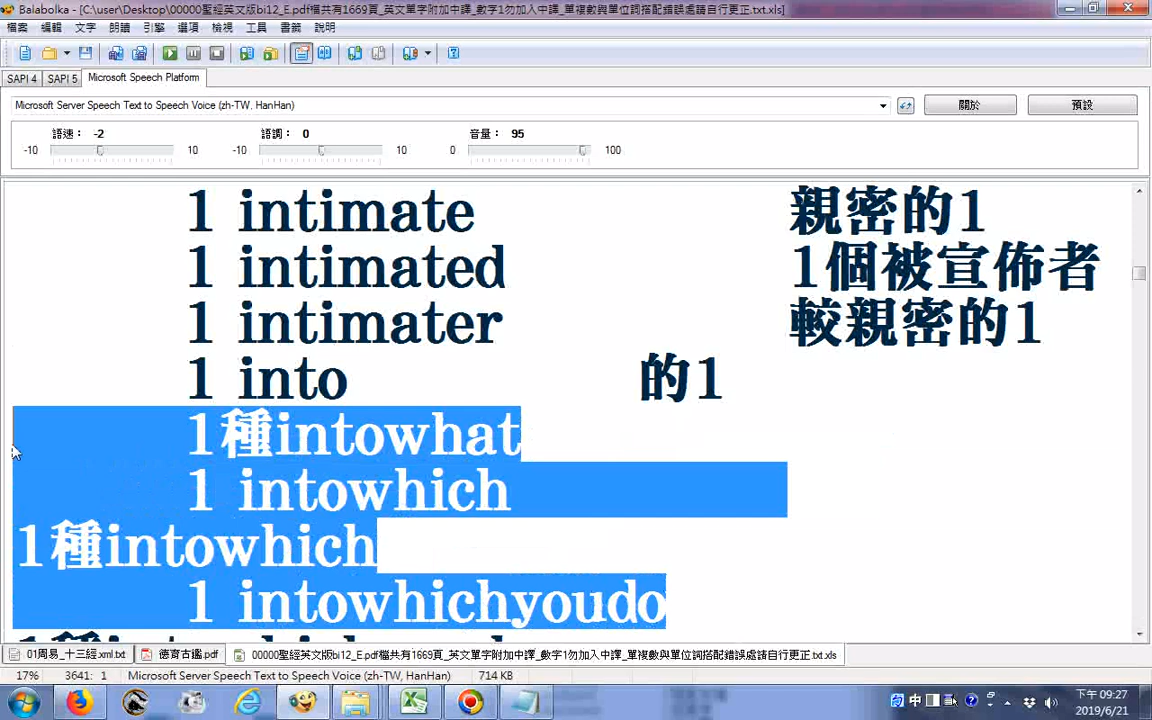 Balabolka - [C:\user\Desktop\00000聖經英文版bi12_E.pdf檔共有1669頁_英文單字附加中譯_數字1勿加入中譯_單複數與單位詞搭配錯誤處請自行更正.txt.xls]
檔案 編輯 文字 朗讀 引擎 選項 檢視 工具 書籤 說明
SAPI 4 SAPI 5 Microsoft Speech Platform
Microsoft Server Speech Text to Speech Voice (zh-TW, HanHan) 關於 預設
語速： -2 語調： 0 音量： 95
-10 10 -10 10 0 100
1 intimate 親密的1
1 intimated 1個被宣佈者
1 intimater 較親密的1
1 into 的1
1種intowhat
1 intowhich
1種intowhich
1 intowhichyoudo
01周易_十三經.xml.txt 德育古鑑.pdf 00000聖經英文版bi12_E.pdf檔共有1669頁_英文單字附加中譯_數字1勿加入中譯_單複數與單位詞搭配錯誤處請自行更正.txt.xls
17% 3641: 1 Microsoft Server Speech Text to Speech Voice (zh-TW, HanHan) 714 KB
中 下午 09:27
2019/6/21